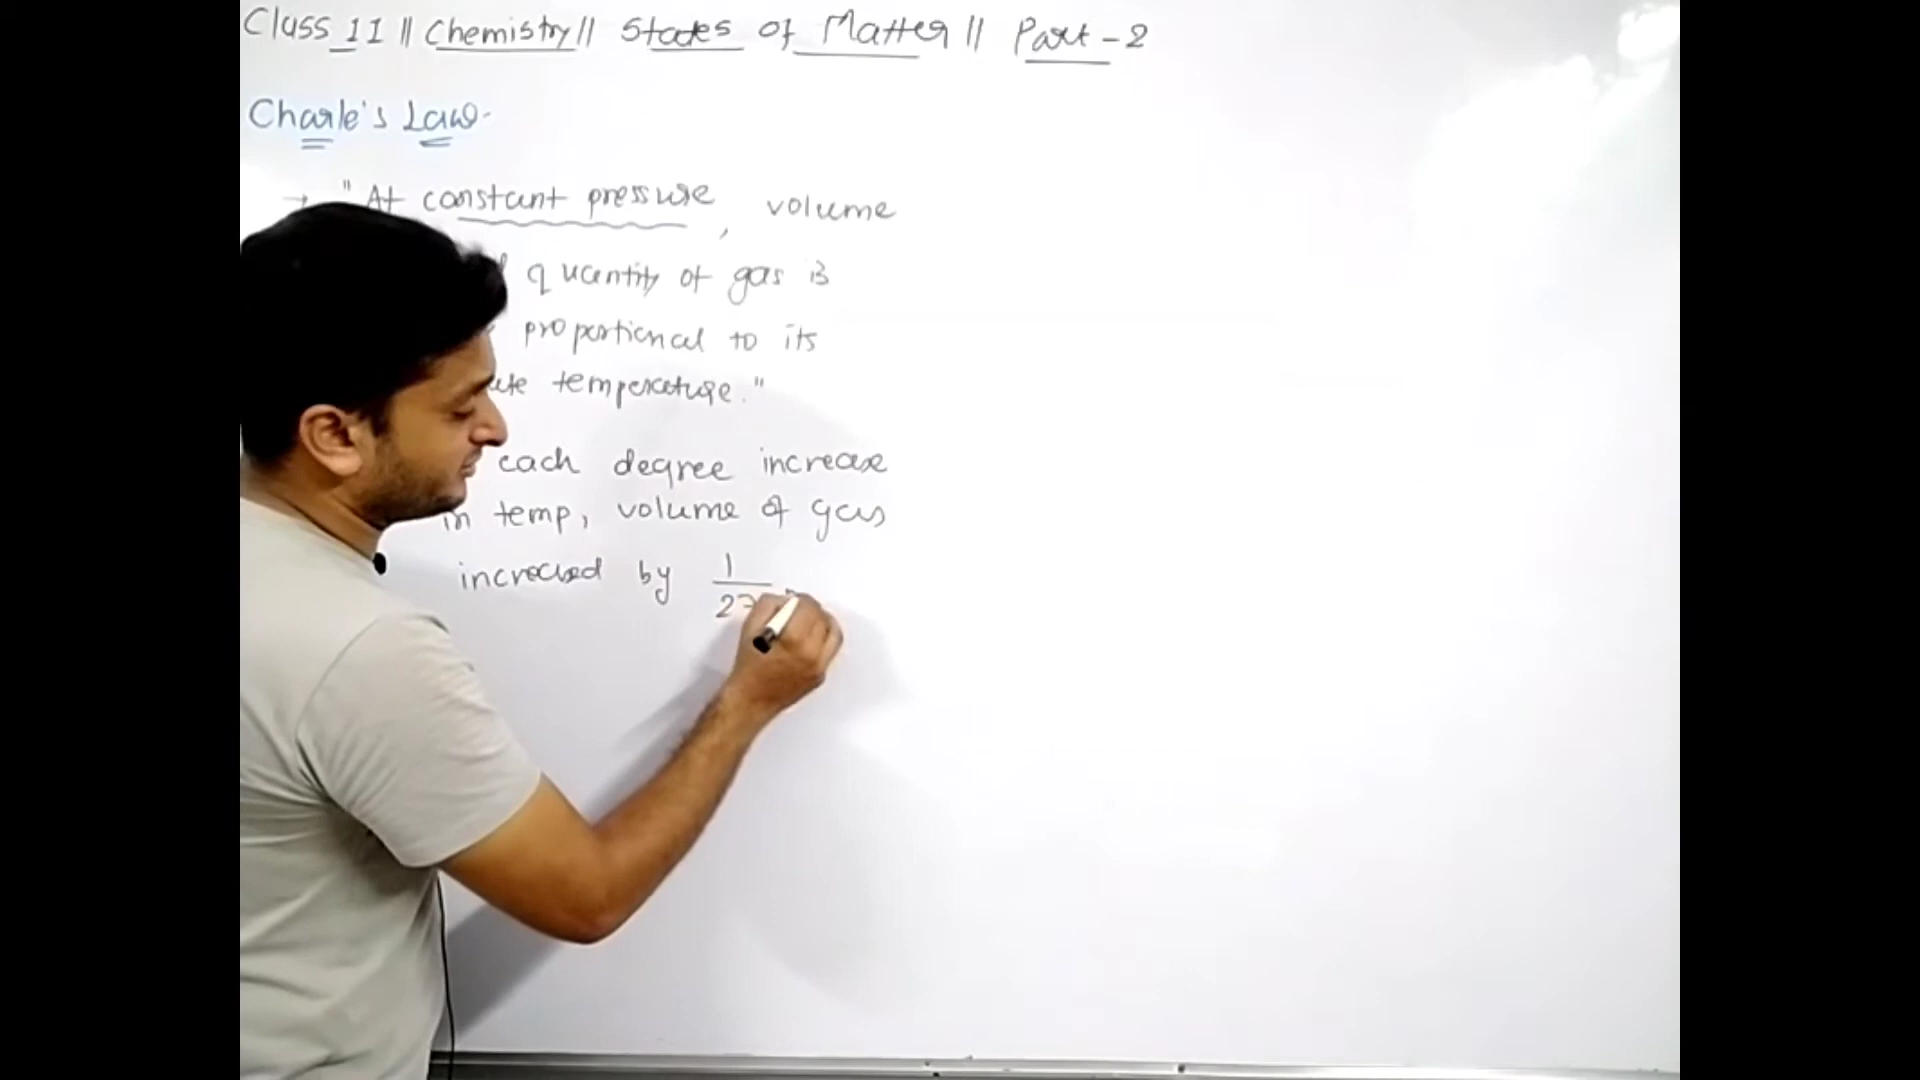 Class 11 || Chemistry || States of Matter || Part - 2
Charle's Law-
→ "At constant pressure, volume
quantity of gas is
proportional to its
temperature."
each degree increase
in temp, volume of gas
increased by 1/27